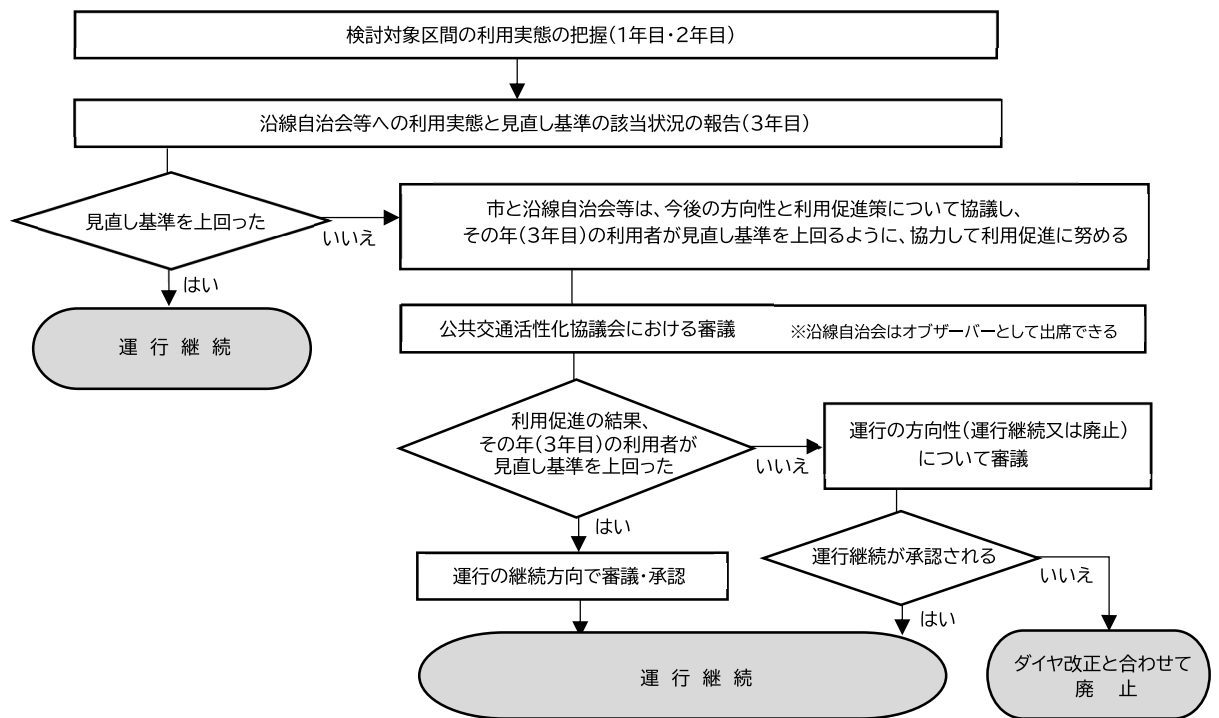 検討対象区間の利用実態の把握(1年目・2年目)
沿線自治会等への利用実態と見直し基準の該当状況の報告(3年目)
見直し基準を上回った
いいえ
はい
運行継続
市と沿線自治会等は、今後の方向性と利用促進策について協議し、
その年(3年目)の利用者が見直し基準を上回るように、協力して利用促進に努める
公共交通活性化協議会における審議 ※沿線自治会はオブザーバーとして出席できる
利用促進の結果、
その年(3年目)の利用者が
見直し基準を上回った
いいえ
はい
運行の方向性(運行継続又は廃止)
について審議
運行の継続方向で審議・承認
運行継続が承認される
いいえ
はい
運行継続
ダイヤ改正と合わせて
廃 止